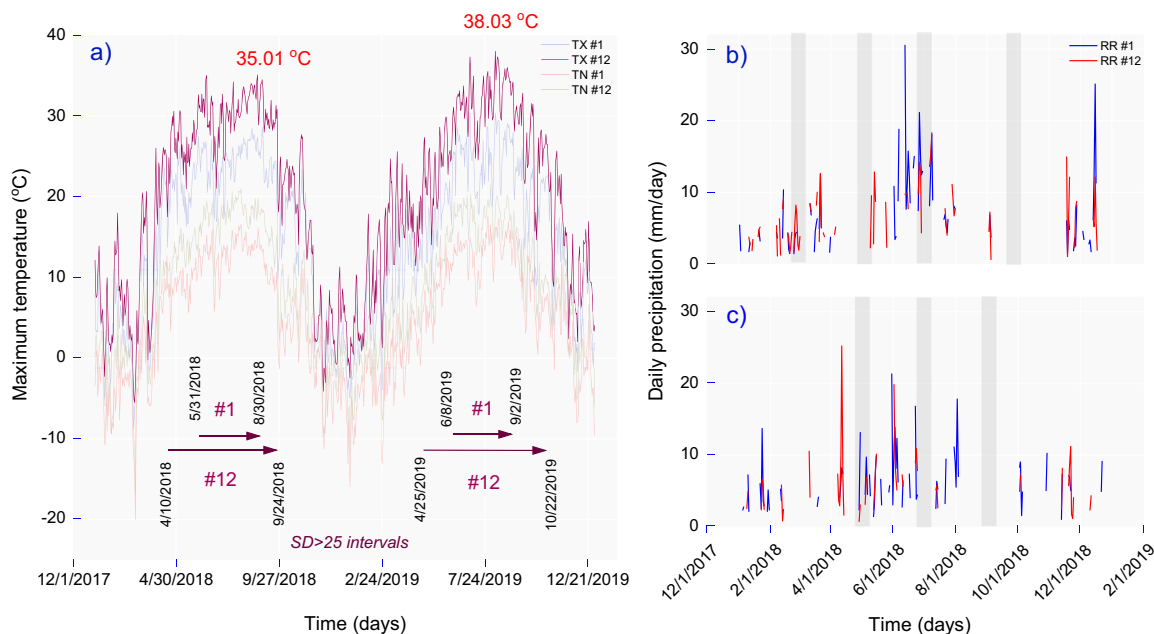 a)
35.01 °C
38.03 °C
TX #1
TX #12
TN #1
TN #12
Maximum temperature (ºC)
40
30
20
10
0
-10
-20
5/31/2018
#1
8/30/2018
6/8/2019
#1
9/2/2019
4/10/2018
#12
9/24/2018
4/25/2019
#12
10/22/2019
SD>25 intervals
12/1/2017
4/30/2018
9/27/2018
2/24/2019
7/24/2019
12/21/2019
Time (days)
b)
RR #1
RR #12
30
20
10
0
Daily precipitation (mm/day)
c)
30
20
10
0
12/1/2017
2/1/2018
4/1/2018
6/1/2018
8/1/2018
10/1/2018
12/1/2018
2/1/2019
Time (days)